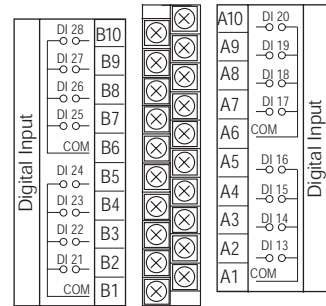 Digital Input
DI 28 B10
DI 27 B9
DI 26 B8
DI 25 B7
COM B6
DI 24 B5
DI 23 B4
DI 22 B3
DI 21 B2
COM B1
A10 DI 20
A9 DI 19
A8 DI 18
A7 DI 17
A6 COM
A5 DI 16
A4 DI 15
A3 DI 14
A2 DI 13
A1 COM
Digital Input